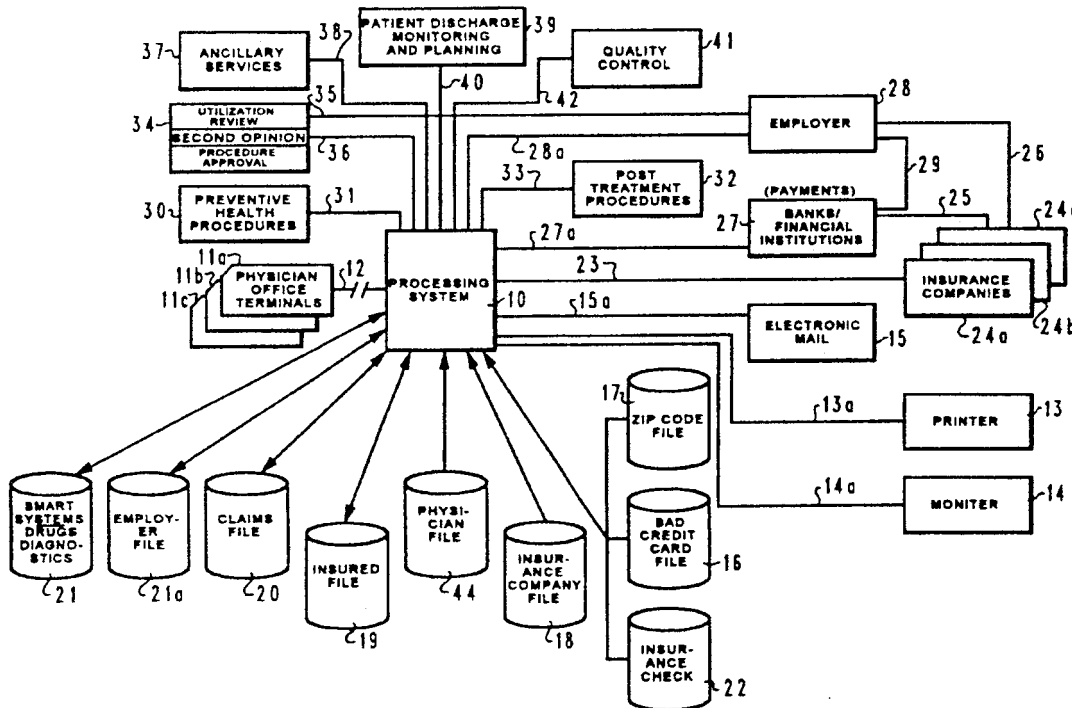 PATIENT DISCHARGE
MONITORING
AND PLANNING
39
38
40
37
ANCILLARY
SERVICES
QUALITY
CONTROL
41
42
35
34
UTILIZATION
REVIEW
SECOND OPINION
PROCEDURE
APPROVAL
36
EMPLOYER
28
28a
29
26
30
PREVENTIVE
HEALTH
PROCEDURES
31
33
POST
TREATMENT
PROCEDURES
32
(PAYMENTS)
27
BANKS/
FINANCIAL
INSTITUTIONS
25
27a
11a
11b
11c
PHYSICIAN
OFFICE
TERMINALS
12
PROCESSING
SYSTEM
10
23
INSURANCE
COMPANIES
24a
24b
15a
ELECTRONIC
MAIL
15
17
ZIP CODE
FILE
13a
PRINTER
13
14a
MONITER
14
SMART
SYSTEMS
DRUGS
DIAGNO-
STICS
21
EMPLOY-
ER
FILE
21a
CLAIMS
FILE
20
INSURED
FILE
19
PHYSI-
CIAN
FILE
44
INSUR-
ANCE
COMPANY
FILE
18
BAD
CREDIT
CARD
FILE
16
INSUR-
ANCE
CHECK
22